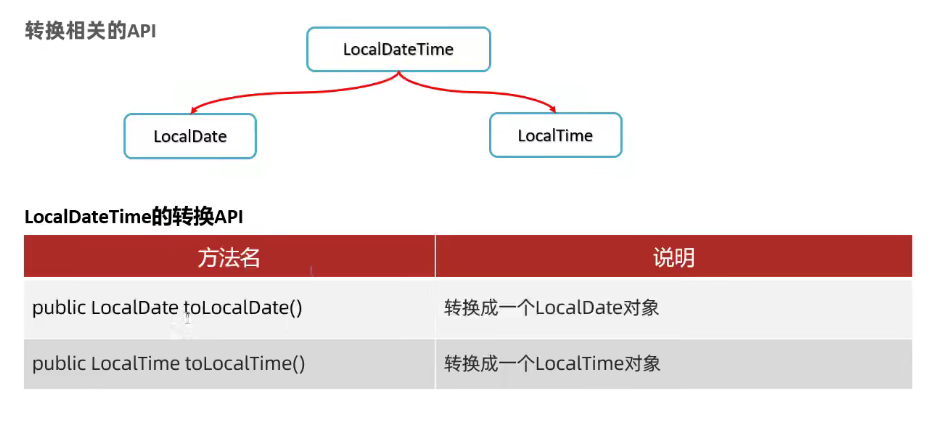 转换相关的API
LocalDateTime
LocalDate
LocalTime
LocalDateTime的转换API
方法名 说明
public LocalDate toLocalDate() 转换成一个LocalDate对象
public LocalTime toLocalTime() 转换成一个LocalTime对象